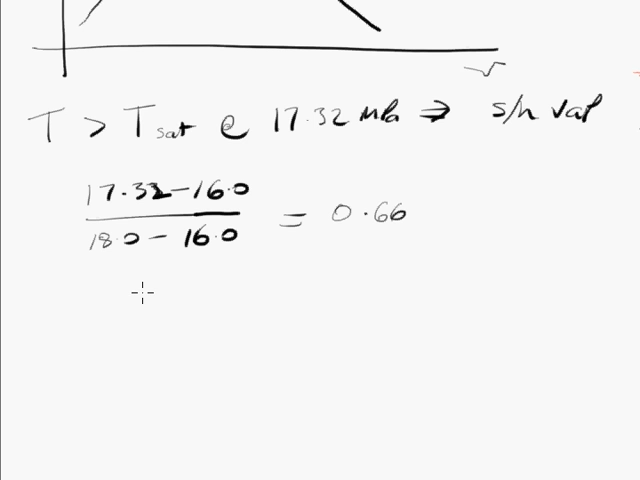 v
T > Tsat @ 17.32 MPa ⇒ s/h vap
17.32 - 16.0
18.0 - 16.0
= 0.66